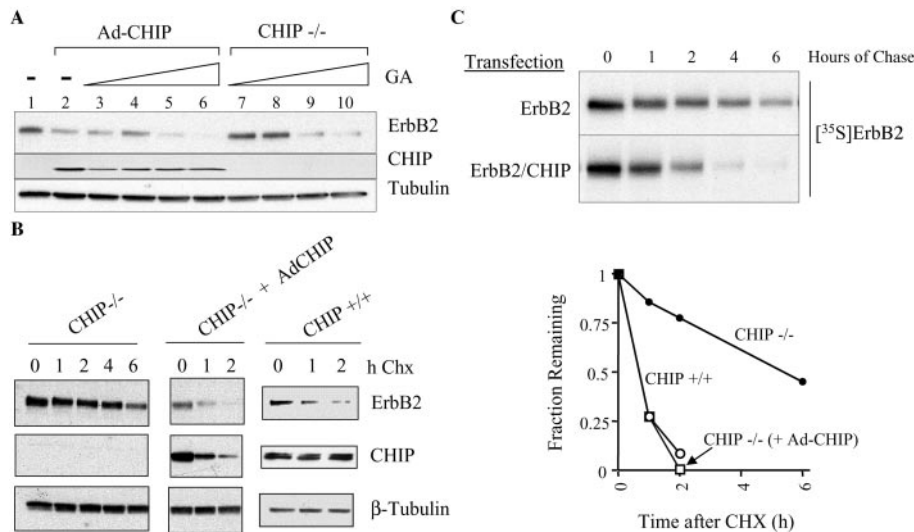 A
Ad-CHIP
CHIP -/-
GA
- -
1 2 3 4 5 6 7 8 9 10
ErbB2
CHIP
Tubulin
B
CHIP-/-
CHIP-/- + AdCHIP
CHIP +/+
0 1 2 4 6
0 1 2
0 1 2
h Chx
ErbB2
CHIP
β-Tubulin
C
Transfection
0 1 2 4 6
Hours of Chase
ErbB2
ErbB2/CHIP
[³⁵S]ErbB2
Fraction Remaining
1
0.75
0.5
0.25
0
CHIP -/-
CHIP +/+
CHIP -/- (+ Ad-CHIP)
0 2 4 6
Time after CHX (h)